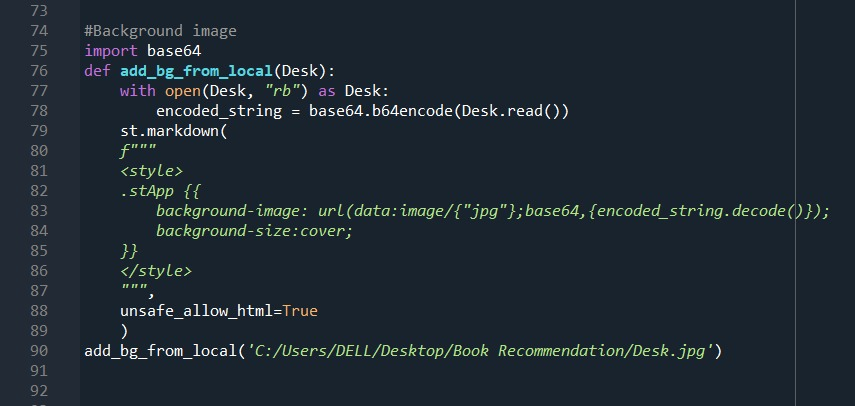 73
74 #Background image
75 import base64
76 def add_bg_from_local(Desk):
77     with open(Desk, "rb") as Desk:
78         encoded_string = base64.b64encode(Desk.read())
79     st.markdown(
80     f"""
81     <style>
82     .stApp {{
83         background-image: url(data:image/{"jpg"};base64,{encoded_string.decode()});
84         background-size:cover;
85     }}
86     </style>
87     """,
88     unsafe_allow_html=True
89     )
90 add_bg_from_local('C:/Users/DELL/Desktop/Book Recommendation/Desk.jpg')
91
92